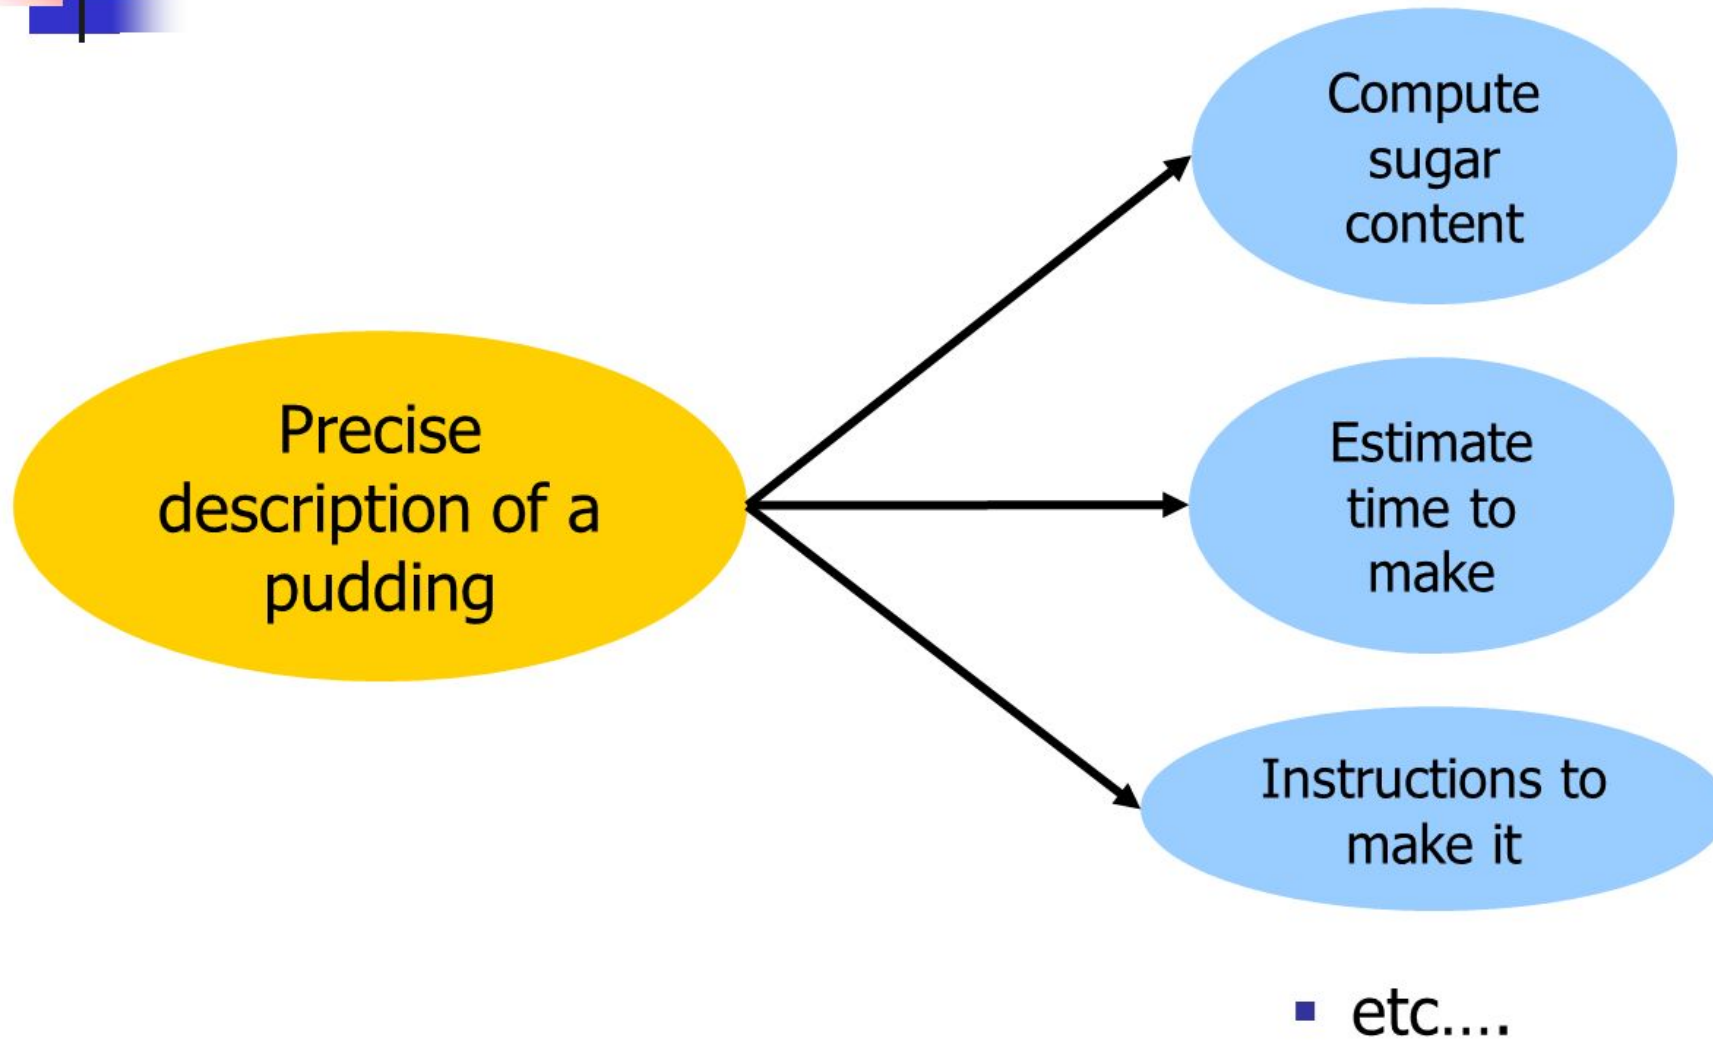 Compute
sugar
content
Precise
description of a
pudding
Estimate
time to
make
Instructions to
make it
etc….